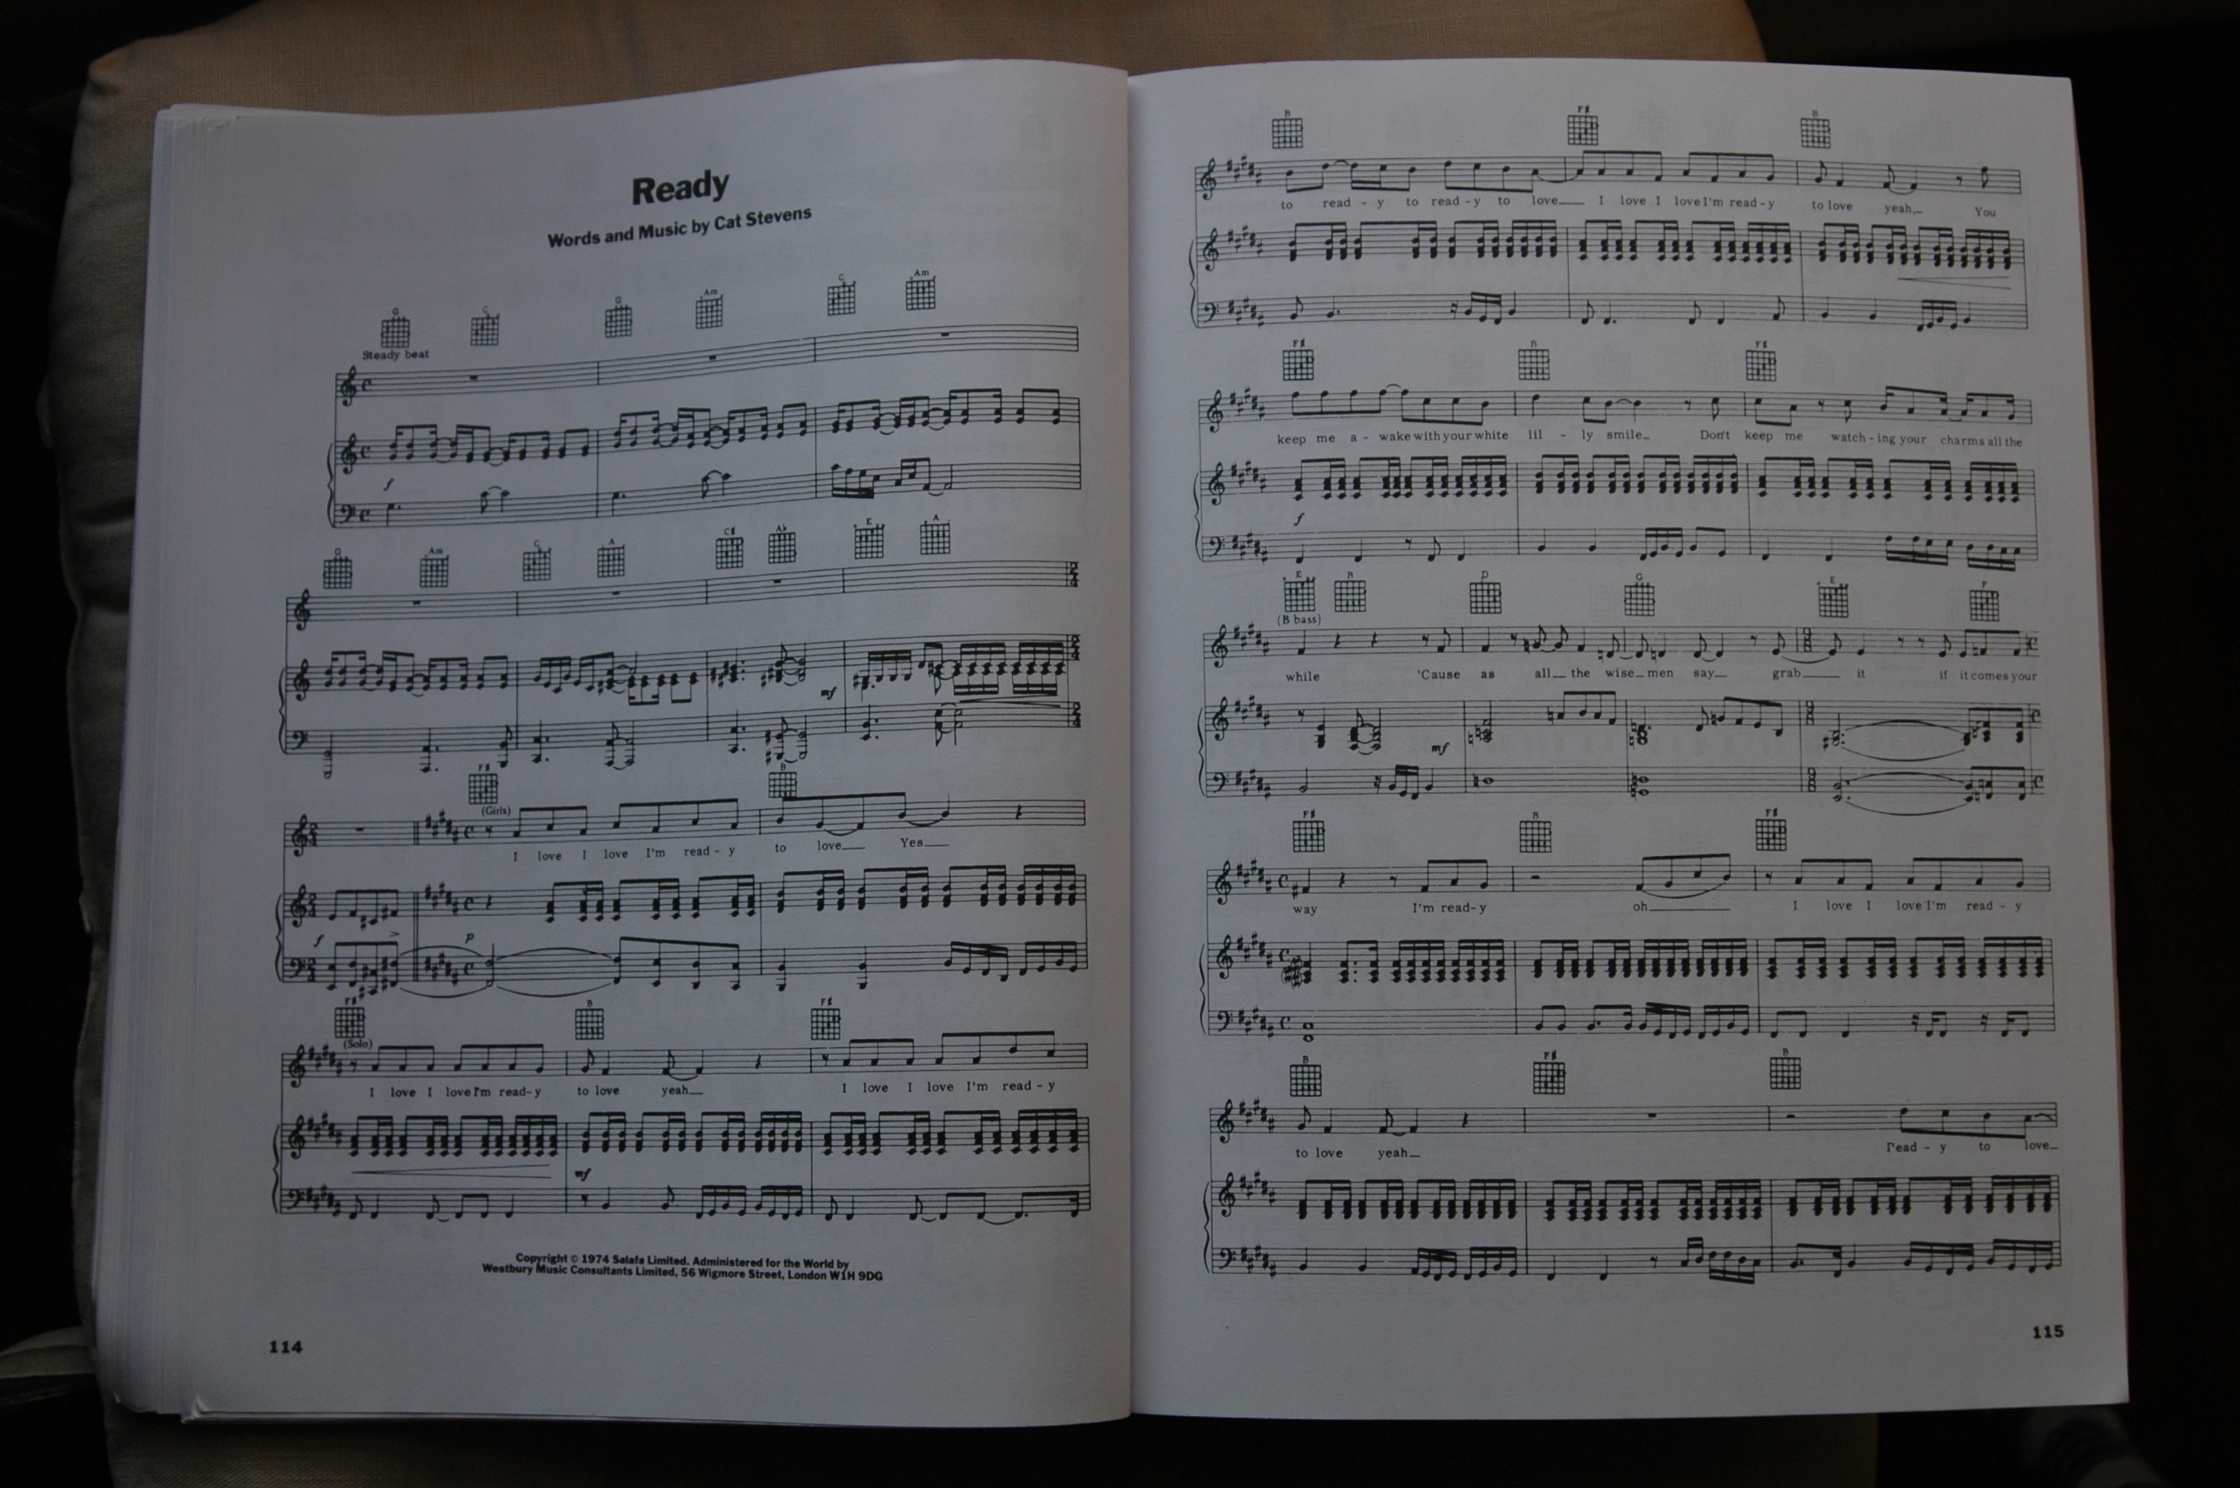 Ready
Words and Music by Cat Stevens
G C G Am C Am
Steady beat
f
G Am C A C# Ab E A
mf
F# B
(Girls)
I love I love I'm read - y to love Yes
f p
F# B F#
(Solo)
I love I love I'm read - y to love yeah I love I love I'm read - y
mf
Copyright © 1974 Salafa Limited. Administered for the World by
Westbury Music Consultants Limited, 56 Wigmore Street, London W1H 9DG
114
B F# B
to read - y to read - y to love I love I love I'm read - y to love yeah, You
F# B F#
keep me a - wake with your white lil - ly smile Don't keep me watch - ing your charms all the
f
E B D G E F
(B bass)
while 'Cause as all the wise men say grab it if it comes your
mf
F# B F#
way I'm read - y oh I love I love I'm read - y
B F# B
to love yeah Read - y to love
115